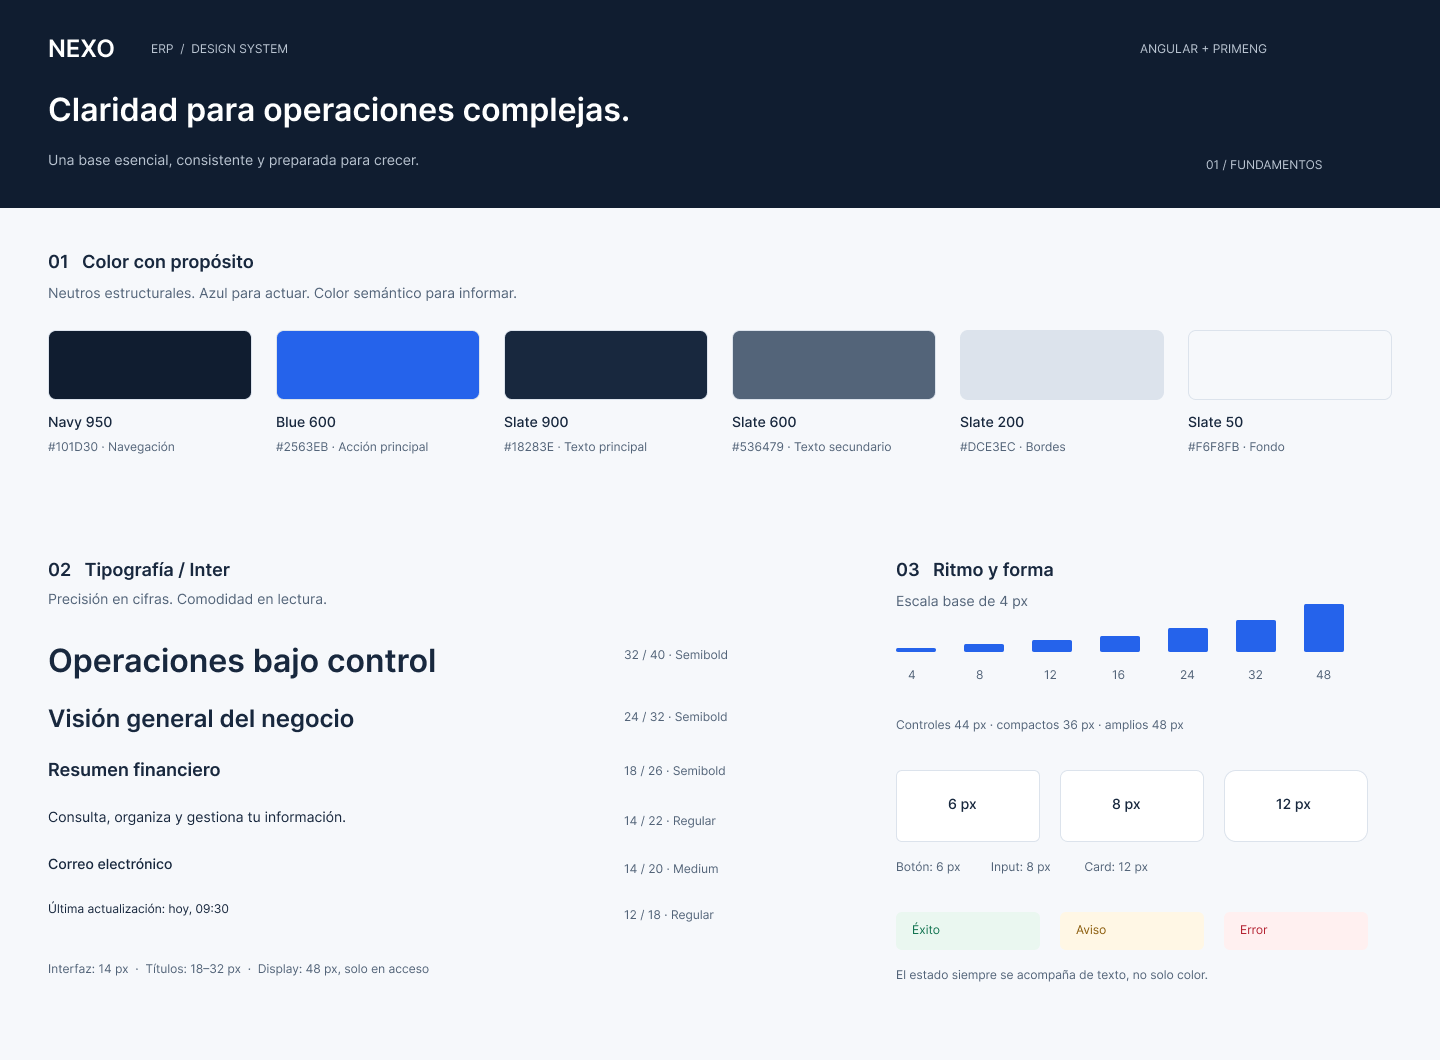 NEXO ERP / DESIGN SYSTEM ANGULAR + PRIMENG
Claridad para operaciones complejas.
Una base esencial, consistente y preparada para crecer.
01 / FUNDAMENTOS
01 Color con propósito
Neutros estructurales. Azul para actuar. Color semántico para informar.
Navy 950
#101D30 · Navegación
Blue 600
#2563EB · Acción principal
Slate 900
#18283E · Texto principal
Slate 600
#536479 · Texto secundario
Slate 200
#DCE3EC · Bordes
Slate 50
#F6F8FB · Fondo
02 Tipografía / Inter
Precisión en cifras. Comodidad en lectura.
Operaciones bajo control
32 / 40 · Semibold
Visión general del negocio
24 / 32 · Semibold
Resumen financiero
18 / 26 · Semibold
Consulta, organiza y gestiona tu información.
14 / 22 · Regular
Correo electrónico
14 / 20 · Medium
Última actualización: hoy, 09:30
12 / 18 · Regular
Interfaz: 14 px · Títulos: 18–32 px · Display: 48 px, solo en acceso
03 Ritmo y forma
Escala base de 4 px
4 8 12 16 24 32 48
Controles 44 px · compactos 36 px · amplios 48 px
6 px 8 px 12 px
Botón: 6 px Input: 8 px Card: 12 px
Éxito Aviso Error
El estado siempre se acompaña de texto, no solo color.